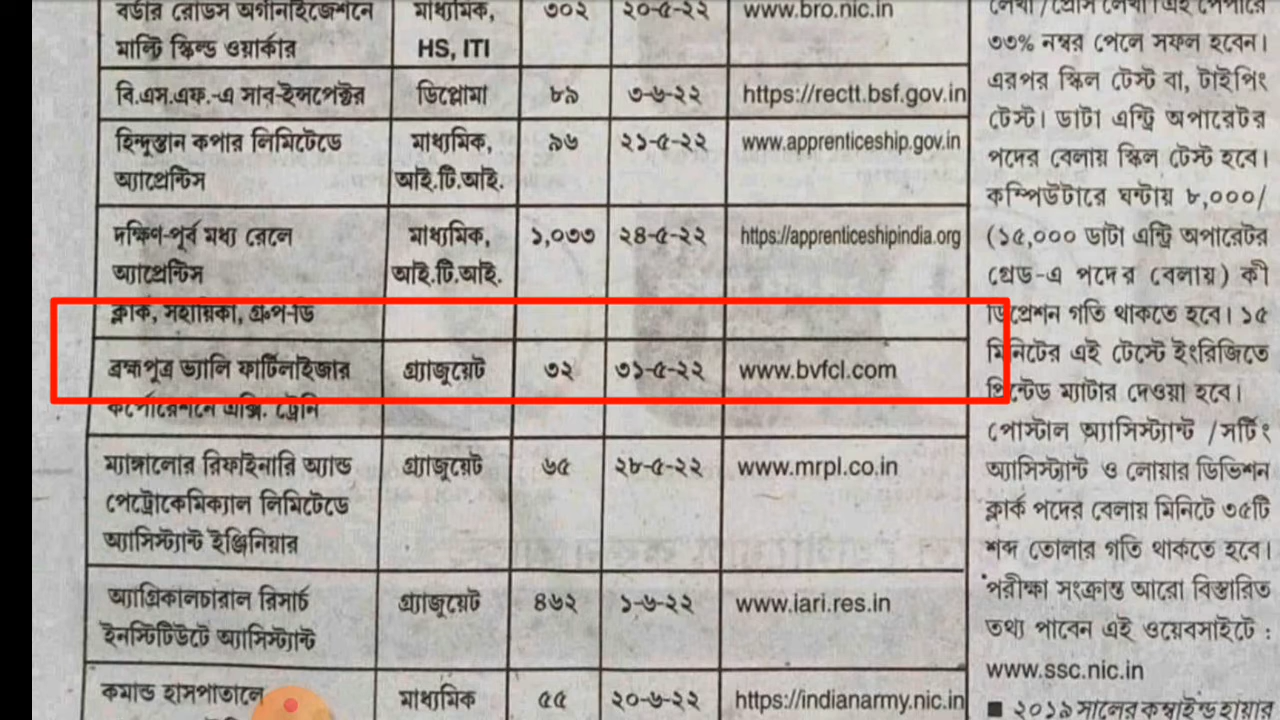 বর্ডার রোডস অর্গানাইজেশনে মাধ্যমিক, ৩০২ ২০-৫-২২ www.bro.nic.in
মাল্টি স্কিল্ড ওয়ার্কার HS, ITI
বি.এস.এফ.-এ সাব-ইন্সপেক্টর ডিপ্লোমা ৮৯ ৩-৬-২২ https://rectt.bsf.gov.in
হিন্দুস্তান কপার লিমিটেডে মাধ্যমিক, ৯৬ ২১-৫-২২ www.apprenticeship.gov.in
অ্যাপ্রেন্টিস আই.টি.আই.
দক্ষিণ-পূর্ব মধ্য রেলে মাধ্যমিক, ১,০৩৩ ২৪-৫-২২ https://apprenticeshipindia.org
অ্যাপ্রেন্টিস আই.টি.আই.
ক্লার্ক, সহায়িকা, গ্রুপ-ডি
ব্রহ্মপুত্র ভ্যালি ফার্টিলাইজার গ্র্যাজুয়েট ৩২ ৩১-৫-২২ www.bvfcl.com
কর্পোরেশনে এক্সি. ট্রেনি
ম্যাঙ্গালোর রিফাইনারি অ্যান্ড গ্র্যাজুয়েট ৬৫ ২৮-৫-২২ www.mrpl.co.in
পেট্রোকেমিক্যাল লিমিটেডে
অ্যাসিস্ট্যান্ট ইঞ্জিনিয়ার
অ্যাগ্রিকালচারাল রিসার্চ গ্র্যাজুয়েট ৪৬২ ১-৬-২২ www.iari.res.in
ইনস্টিটিউটে অ্যাসিস্ট্যান্ট
কমান্ড হাসপাতালে মাধ্যমিক ৫৫ ২০-৬-২২ https://indianarmy.nic.in
৩৩% নম্বর পেলে সফল হবেন।
এরপর স্কিল টেস্ট বা, টাইপিং
টেস্ট। ডাটা এন্ট্রি অপারেটর
পদের বেলায় স্কিল টেস্ট হবে।
কম্পিউটারে ঘন্টায় ৮,০০০/
(১৫,০০০ ডাটা এন্ট্রি অপারেটর
গ্রেড-এ পদের বেলায়) কী
ডিপ্রেশন গতি থাকতে হবে। ১৫
মিনিটের এই টেস্টে ইংরিজিতে
প্রিন্টেড ম্যাটার দেওয়া হবে।
পোস্টাল অ্যাসিস্ট্যান্ট /সর্টিং
অ্যাসিস্ট্যান্ট ও লোয়ার ডিভিশন
ক্লার্ক পদের বেলায় মিনিটে ৩৫টি
শব্দ তোলার গতি থাকতে হবে।
পরীক্ষা সংক্রান্ত আরো বিস্তারিত
তথ্য পাবেন এই ওয়েবসাইটে :
www.ssc.nic.in
■ ২০১৯ সালের কম্বাইন্ড হায়ার